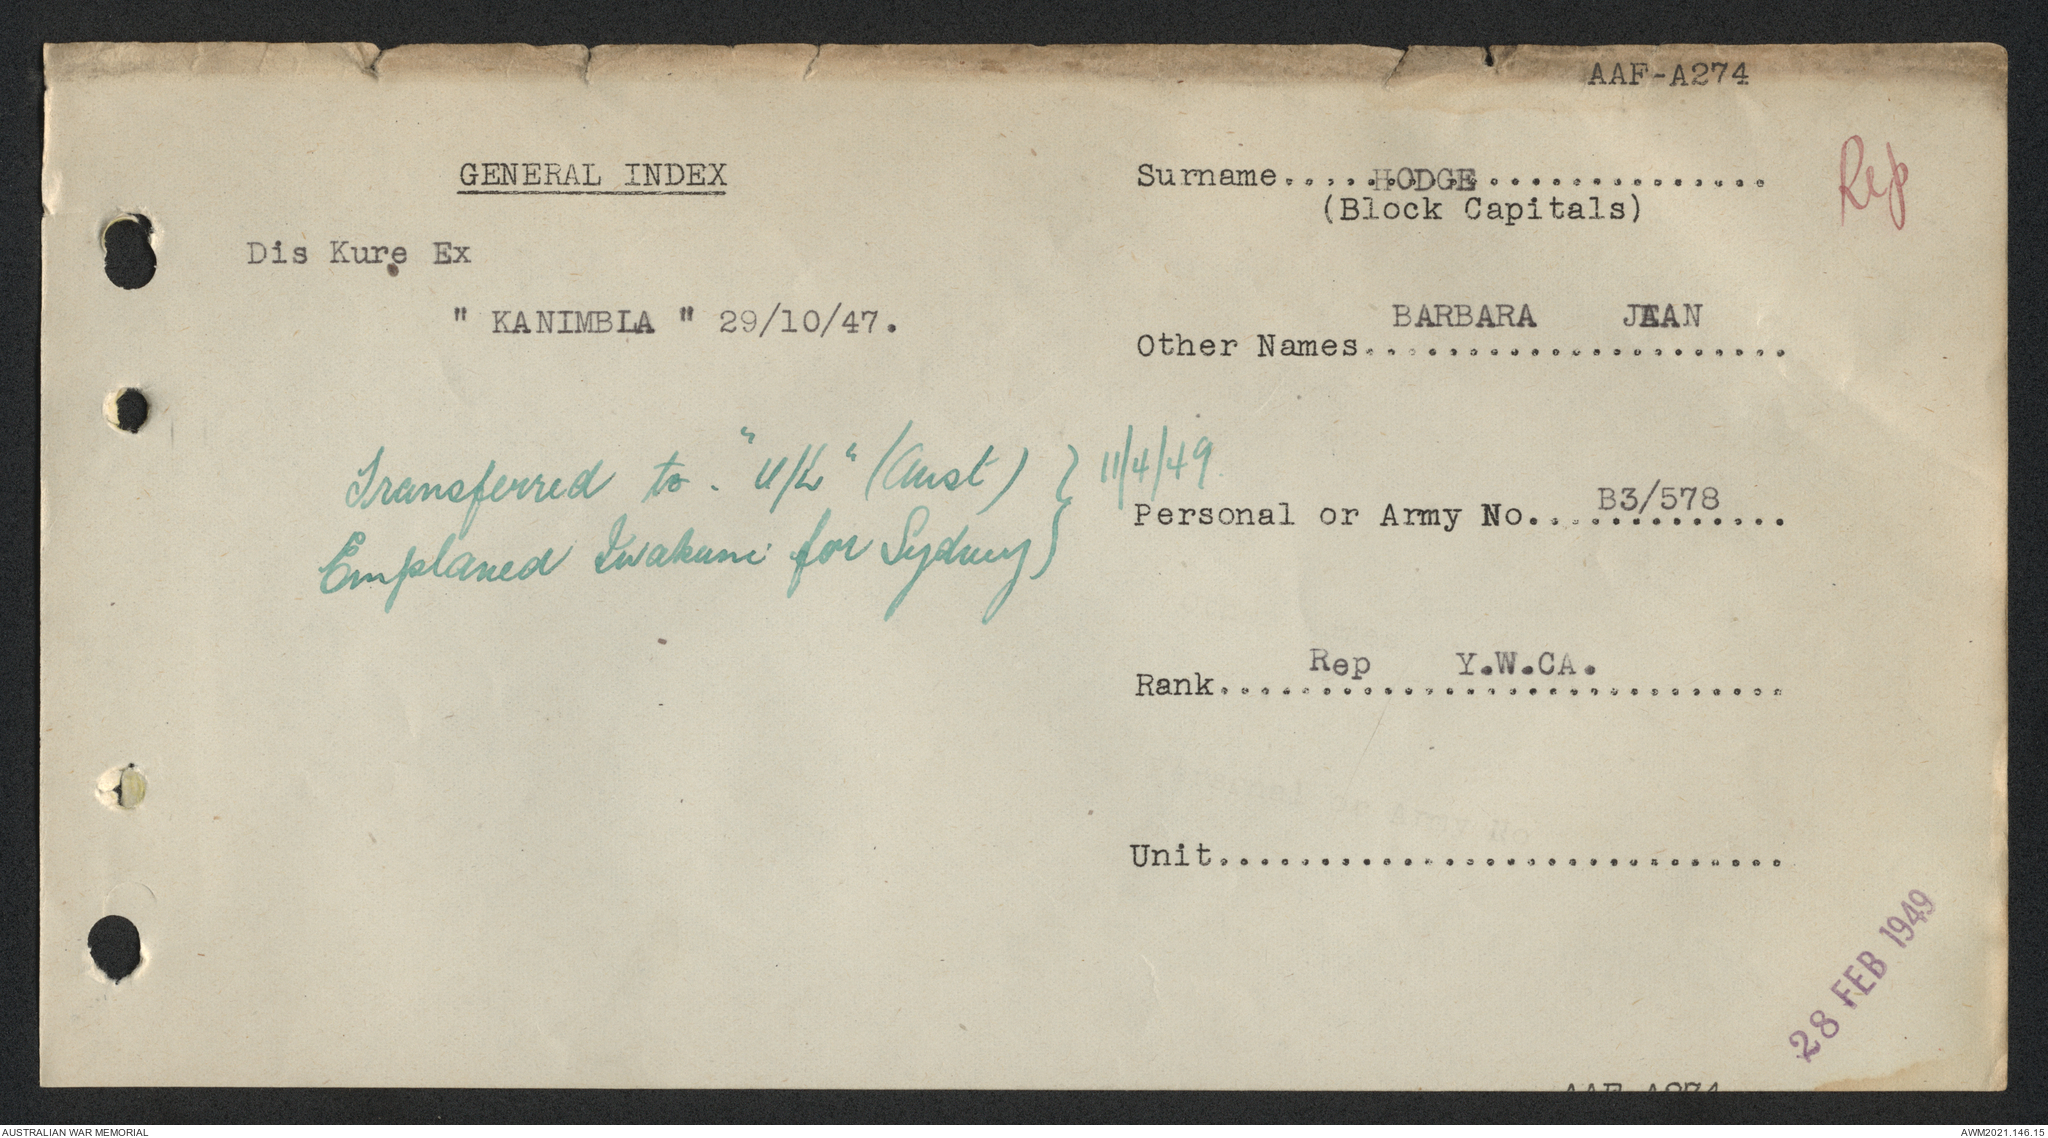 AAF-A274
Rep
GENERAL INDEX
Dis Kure Ex
" KANIMBLA " 29/10/47.
Transferred to "U/K" (Aust) } 11/4/49
Emplaned Iwakuni for Sydney }
Surname.....HODGE...............
(Block Capitals)
BARBARA JEAN
Other Names......................
Personal or Army No. B3/578
Rank Rep Y.W.CA.
Unit.............................
28 FEB 1949
AAF-A274
AUSTRALIAN WAR MEMORIAL
AWM2021.146.15